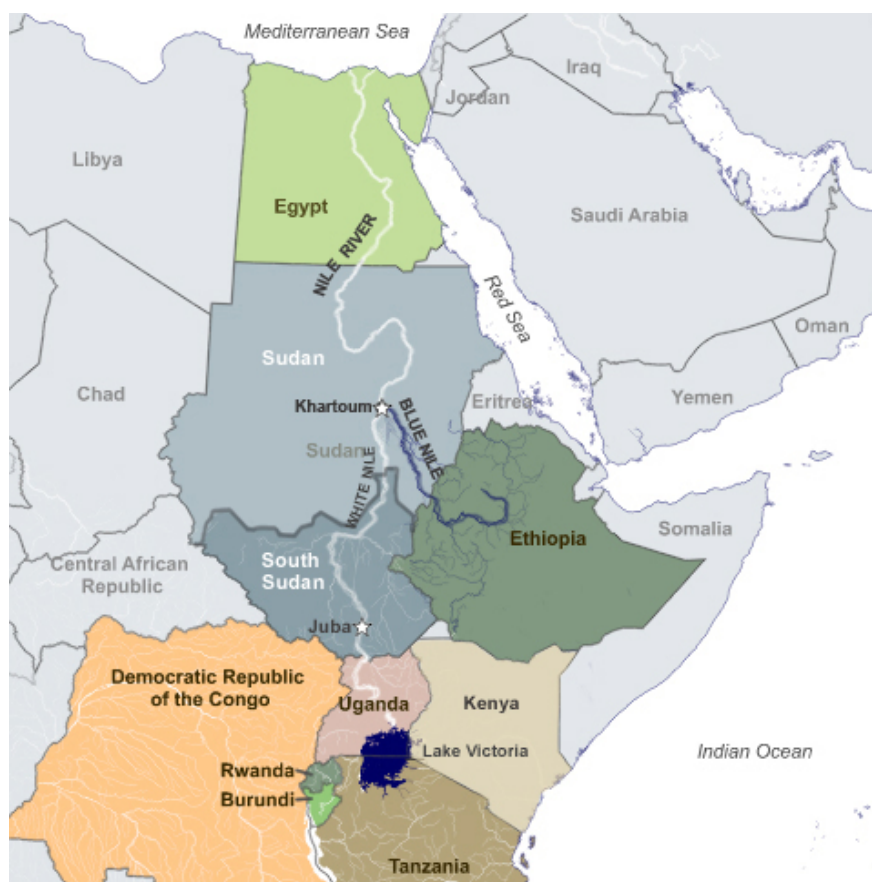 Mediterranean Sea
Iraq
Jordan
Libya
Egypt
Saudi Arabia
NILE RIVER
Red Sea
Oman
Sudan
Chad
Yemen
Khartoum
Eritrea
BLUE NILE
Sudan
WHITE NILE
Somalia
Ethiopia
Central African
Republic
South
Sudan
Juba
Democratic Republic
of the Congo
Uganda
Kenya
Lake Victoria
Indian Ocean
Rwanda
Burundi
Tanzania